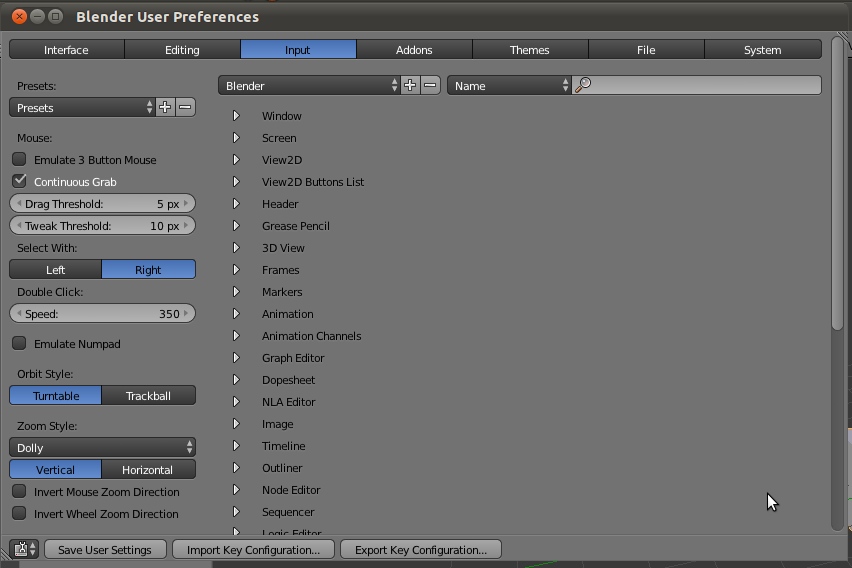 Blender User Preferences
Interface Editing Input Addons Themes File System
Presets:
Presets
Mouse:
Emulate 3 Button Mouse
Continuous Grab
Drag Threshold: 5 px
Tweak Threshold: 10 px
Select With:
Left Right
Double Click:
Speed: 350
Emulate Numpad
Orbit Style:
Turntable Trackball
Zoom Style:
Dolly
Vertical Horizontal
Invert Mouse Zoom Direction
Invert Wheel Zoom Direction
Blender Name
Window
Screen
View2D
View2D Buttons List
Header
Grease Pencil
3D View
Frames
Markers
Animation
Animation Channels
Graph Editor
Dopesheet
NLA Editor
Image
Timeline
Outliner
Node Editor
Sequencer
Logic Editor
Save User Settings Import Key Configuration... Export Key Configuration...